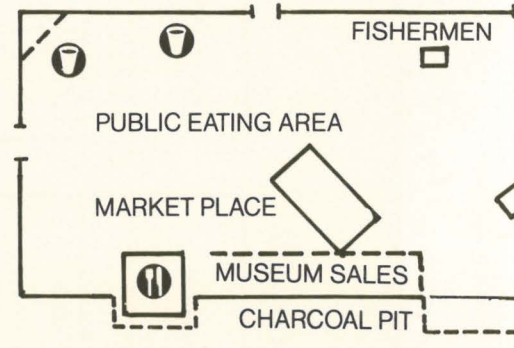 FISHERMEN
PUBLIC EATING AREA
MARKET PLACE
MUSEUM SALES
CHARCOAL PIT